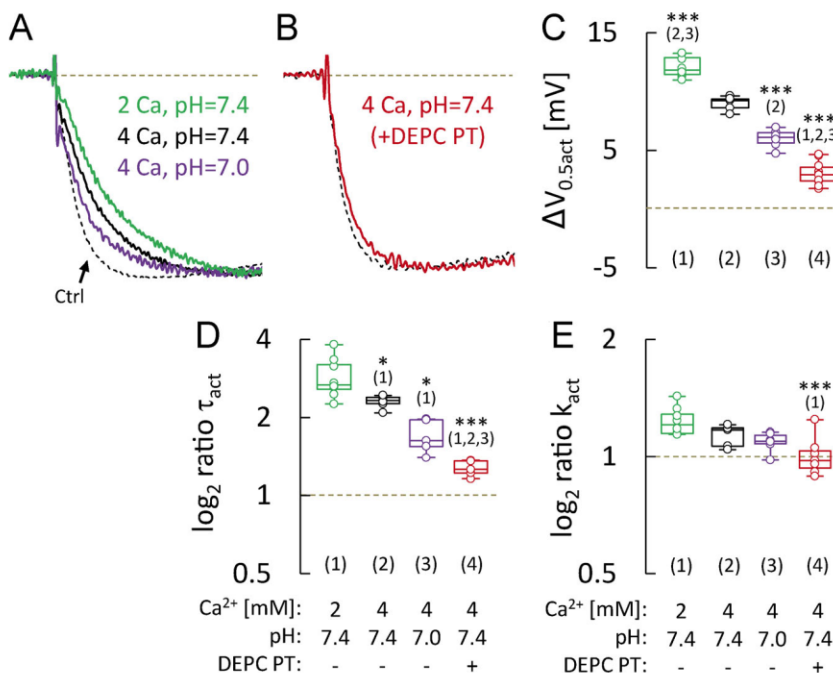 A
2 Ca, pH=7.4
4 Ca, pH=7.4
4 Ca, pH=7.0
Ctrl
B
4 Ca, pH=7.4
(+DEPC PT)
C
ΔV0.5act [mV]
15
5
-5
***
(2,3)
***
(2)
***
(1,2,3)
(1) (2) (3) (4)
D
log2 ratio τact
4
2
1
0.5
*
(1)
*
(1)
***
(1,2,3)
(1) (2) (3) (4)
Ca2+ [mM]: 2 4 4 4
pH: 7.4 7.4 7.0 7.4
DEPC PT: - - - +
E
log2 ratio kact
2
1
0.5
***
(1)
(1) (2) (3) (4)
2 4 4 4
7.4 7.4 7.0 7.4
- - - +